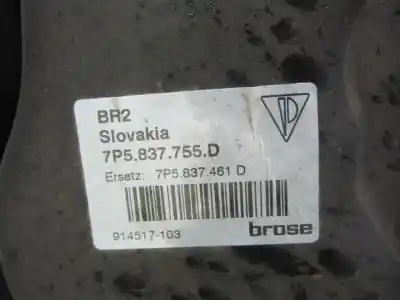 BR2
Slovakia
7P5.837.755.D
Ersatz: 7P5.837.461 D
914517-103
brose